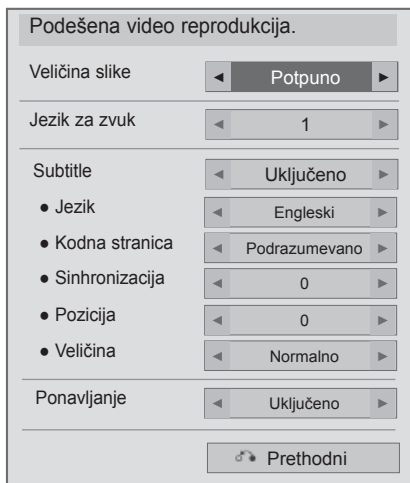 Podešena video reprodukcija.
Veličina slike ◄ Potpuno ►
Jezik za zvuk ◄ 1 ►
Subtitle ◄ Uključeno ►
● Jezik ◄ Engleski ►
● Kodna stranica ◄ Podrazumevano ►
● Sinhronizacija ◄ 0 ►
● Pozicija ◄ 0 ►
● Veličina ◄ Normalno ►
Ponavljanje ◄ Uključeno ►
Prethodni